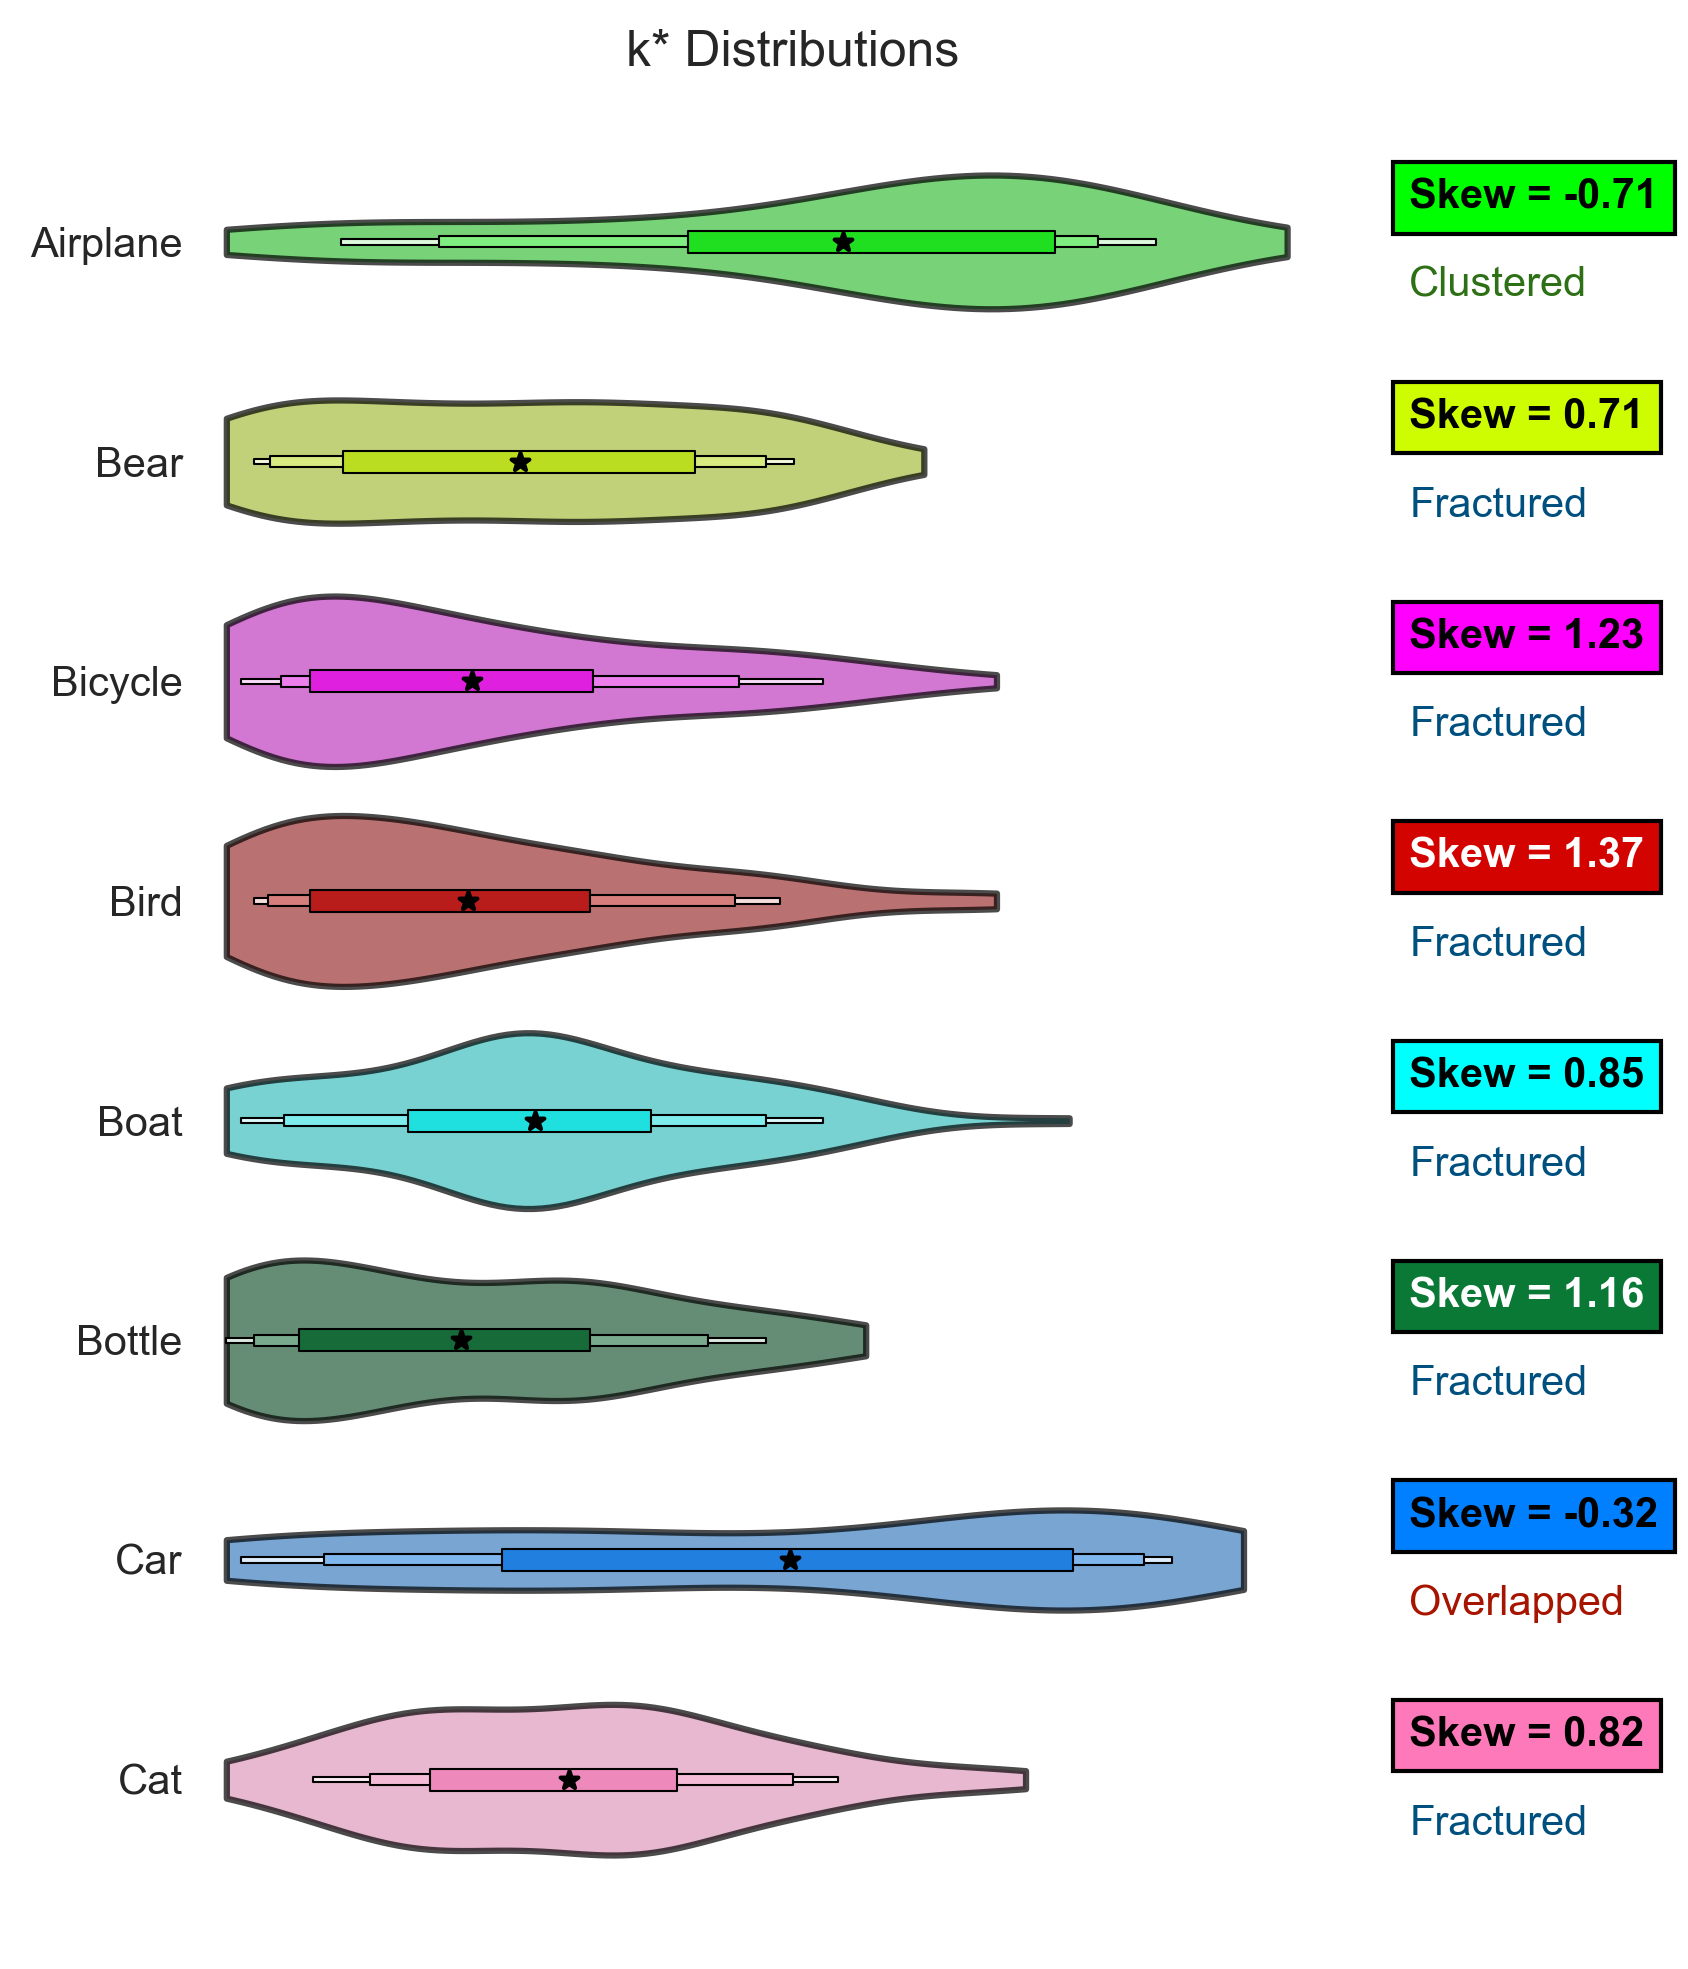 k* Distributions
Airplane
Skew = -0.71
Clustered
Bear
Skew = 0.71
Fractured
Bicycle
Skew = 1.23
Fractured
Bird
Skew = 1.37
Fractured
Boat
Skew = 0.85
Fractured
Bottle
Skew = 1.16
Fractured
Car
Skew = -0.32
Overlapped
Cat
Skew = 0.82
Fractured